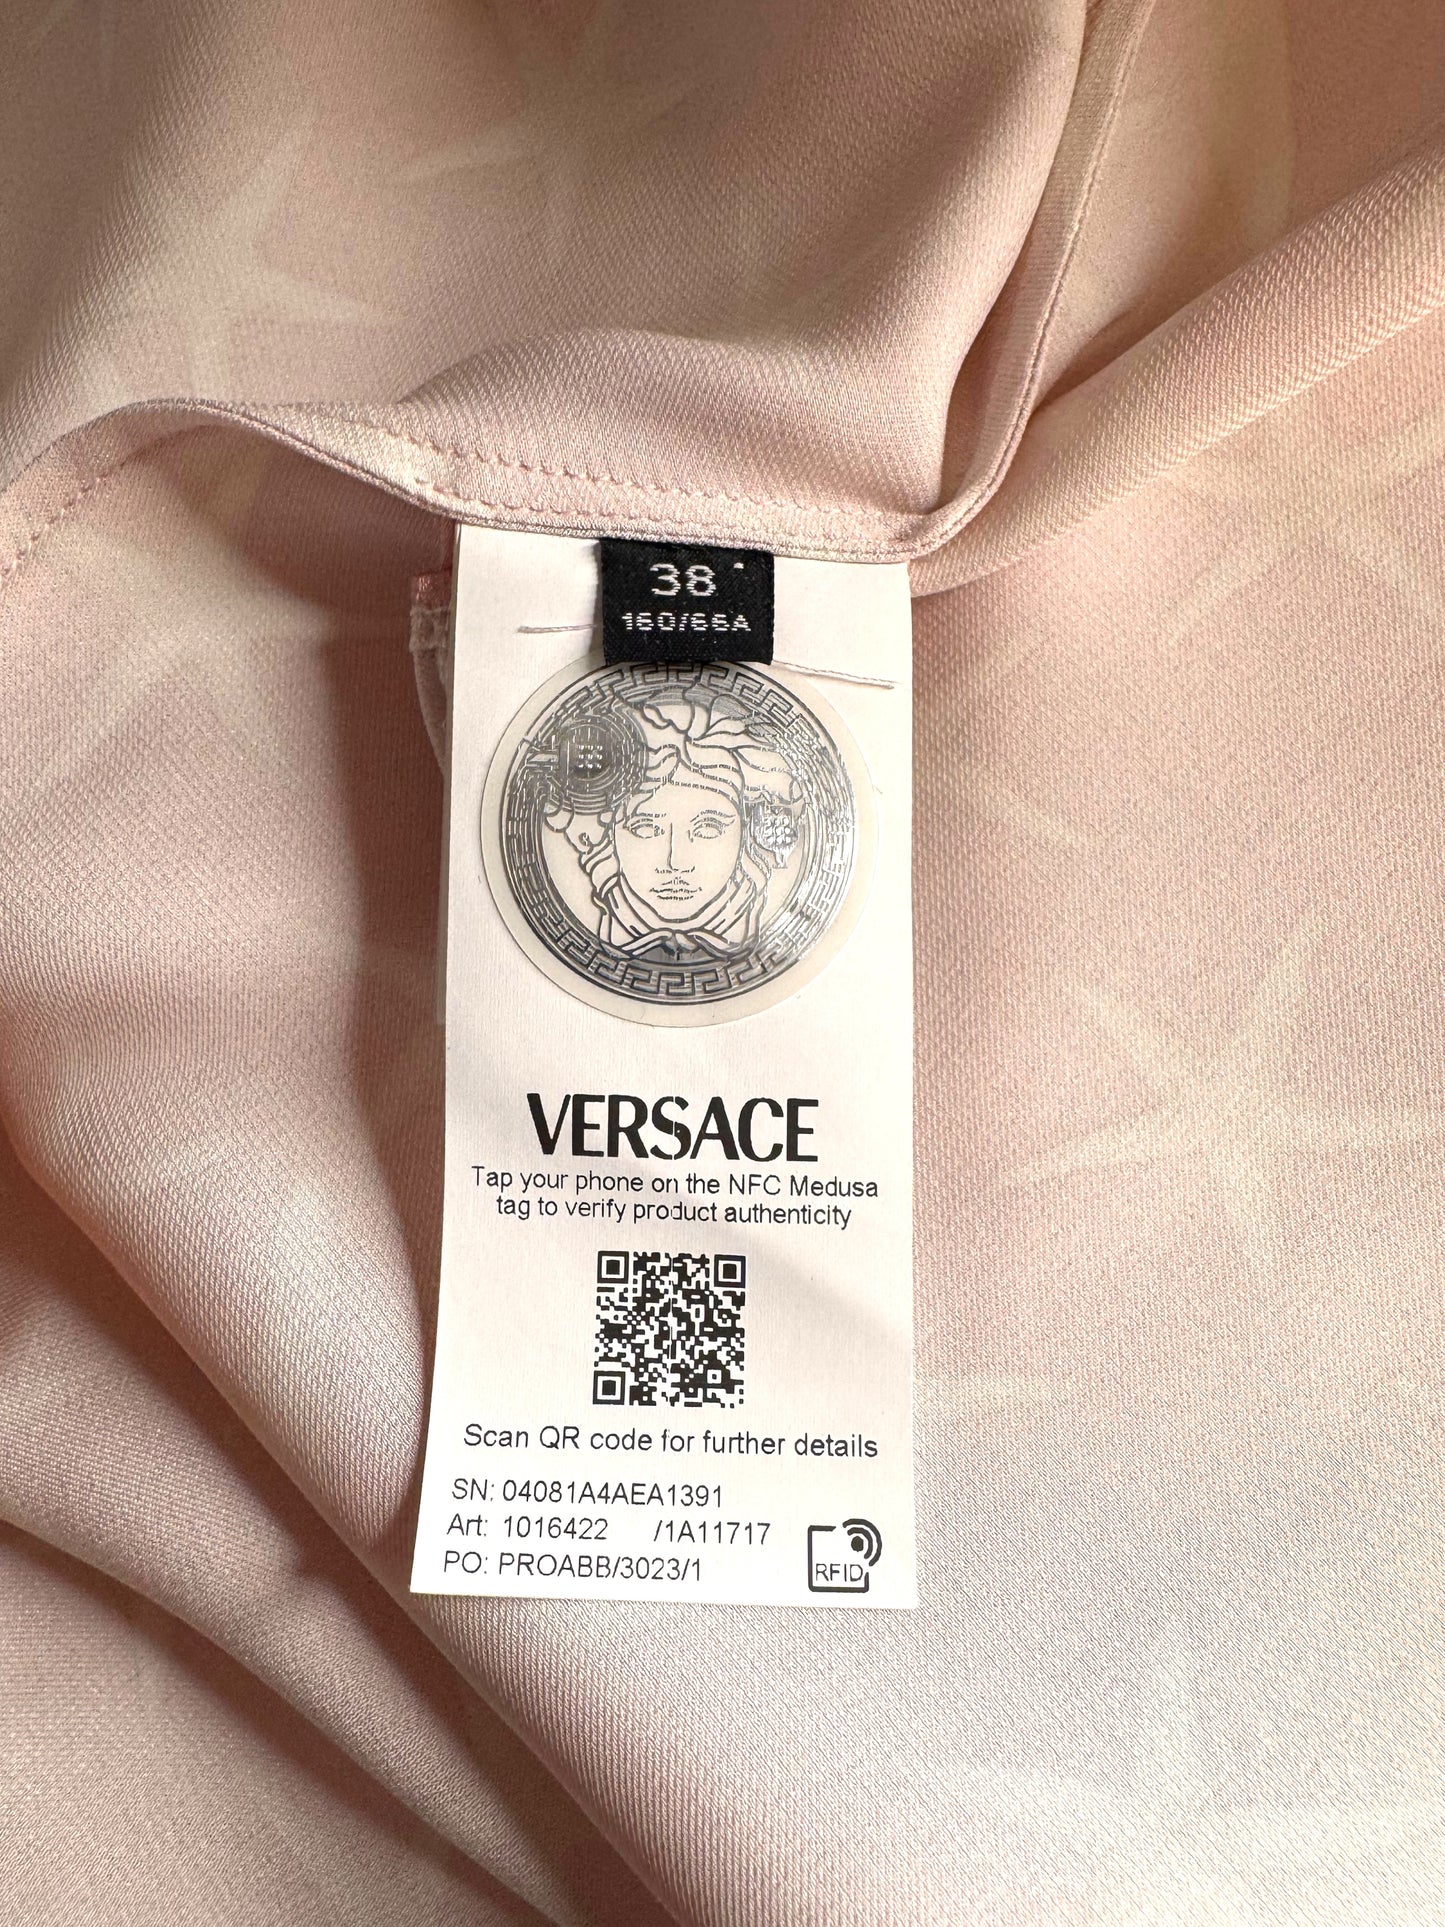 38
160/66A
VERSACE
Tap your phone on the NFC Medusa
tag to verify product authenticity
Scan QR code for further details
SN: 04081A4AEA1391
Art: 1016422 /1A11717
PO: PROABB/3023/1
RFID